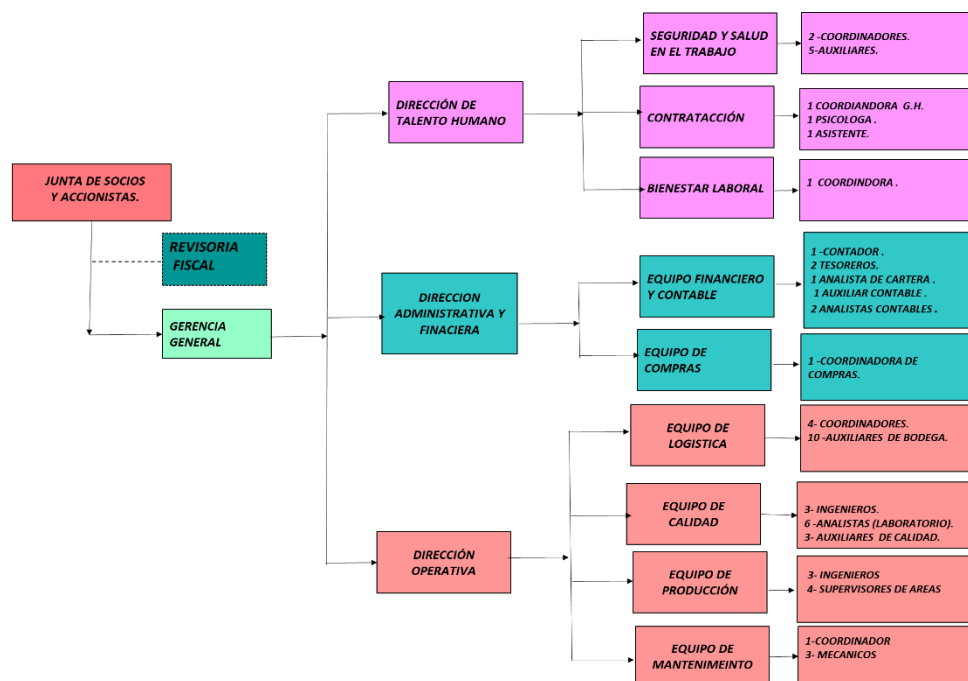 JUNTA DE SOCIOS
Y ACCIONISTAS.
REVISORIA
FISCAL
GERENCIA
GENERAL
DIRECCIÓN DE
TALENTO HUMANO
SEGURIDAD Y SALUD
EN EL TRABAJO
2 -COORDINADORES.
5-AUXILIARES.
CONTRATACCIÓN
1 COORDIANDORA G.H.
1 PSICOLOGA .
1 ASISTENTE.
BIENESTAR LABORAL
1 COORDINDORA .
DIRECCION
ADMINISTRATIVA Y
FINACIERA
EQUIPO FINANCIERO
Y CONTABLE
1 -CONTADOR .
2 TESOREROS.
1 ANALISTA DE CARTERA .
1 AUXILIAR CONTABLE .
2 ANALISTAS CONTABLES .
EQUIPO DE
COMPRAS
1 -COORDINADORA DE
COMPRAS.
DIRECCIÓN
OPERATIVA
EQUIPO DE
LOGISTICA
4- COORDINADORES.
10 -AUXILIARES DE BODEGA.
EQUIPO DE
CALIDAD
3- INGENIEROS.
6 -ANALISTAS (LABORATORIO).
3- AUXILIARES DE CALIDAD.
EQUIPO DE
PRODUCCIÓN
3- INGENIEROS
4- SUPERVISORES DE AREAS
EQUIPO DE
MANTENIMEINTO
1-COORDINADOR
3- MECANICOS